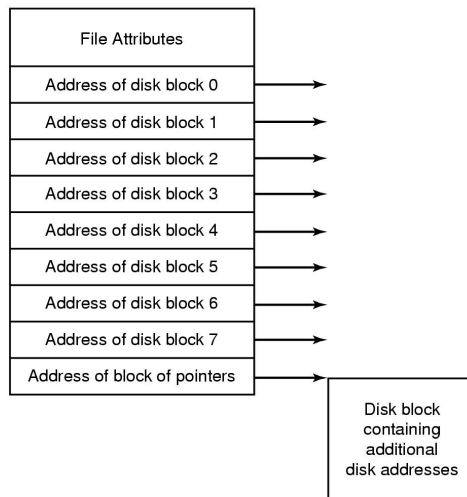 File Attributes
Address of disk block 0
Address of disk block 1
Address of disk block 2
Address of disk block 3
Address of disk block 4
Address of disk block 5
Address of disk block 6
Address of disk block 7
Address of block of pointers
Disk block
containing
additional
disk addresses